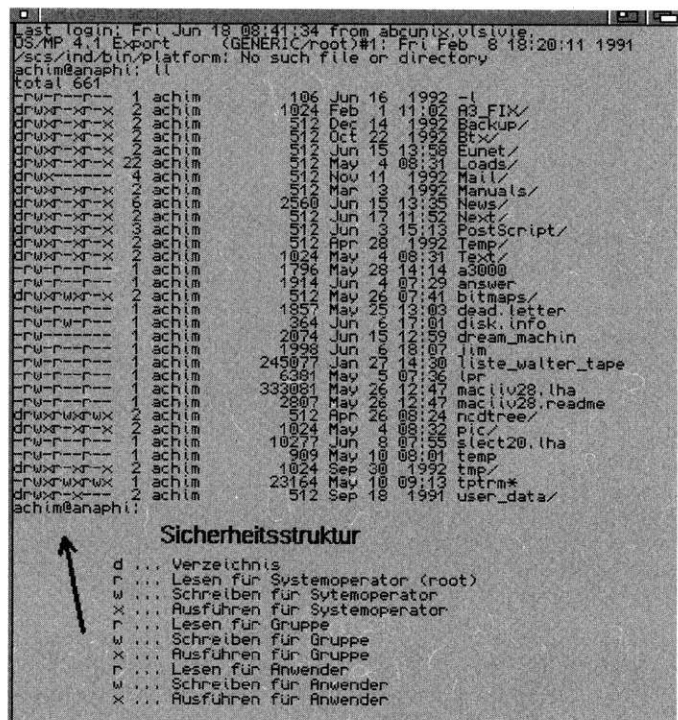 Last login: Fri Jun 18 08:41:34 from abcunix.vlsivie.
OS/MP 4.1 Export (GENERIC/root)#1: Fri Feb 8 18:20:11 1991
/scs/ind/bin/platform: No such file or directory
achim@anaphi: ll
total 661
-rw-r--r-- 1 achim 106 Jun 16 1992 -l
drwxr-xr-x 2 achim 1024 Feb 1 11:02 A3_FIX/
drwxr-xr-x 2 achim 512 Dec 14 1992 Backup/
drwxr-xr-x 2 achim 512 Oct 22 1992 Btx/
drwxr-xr-x 2 achim 512 Jun 15 13:58 Eunet/
drwxr-xr-x 22 achim 512 May 4 08:31 Loads/
drwx------ 4 achim 512 Nov 11 1992 Mail/
drwxr-xr-x 2 achim 512 Mar 3 1992 Manuals/
drwxr-xr-x 6 achim 2560 Jun 15 13:35 News/
drwxr-xr-x 2 achim 512 Jun 17 11:52 Next/
drwxr-xr-x 3 achim 512 Jun 3 15:13 PostScript/
drwxr-xr-x 2 achim 512 Apr 28 1992 Temp/
drwxr-xr-x 2 achim 1024 May 4 08:31 Text/
-rw-r--r-- 1 achim 1796 May 28 14:14 a3000
-rw-r--r-- 1 achim 1914 Jun 4 07:29 answer
drwxrwxr-x 2 achim 512 May 26 07:41 bitmaps/
-rw-r--r-- 1 achim 1857 May 25 13:03 dead.letter
-rw-rw-r-- 1 achim 364 Jun 6 17:01 disk.info
-rw----r-- 1 achim 2074 Jun 15 12:59 dream_machin
-rw-r--r-- 1 achim 1998 Jun 6 18:07 jim
-rw-r--r-- 1 achim 245077 Jan 27 14:30 liste_walter_tape
-rw-r--r-- 1 achim 6381 May 5 07:36 lpr
-rw-r--r-- 1 achim 333081 May 26 12:47 maciiv28.lha
-rw-r--r-- 1 achim 2807 May 26 12:47 maciiv28.readme
drwxrwxrwx 2 achim 512 Apr 26 08:24 ncdtree/
drwxr-xr-x 2 achim 1024 May 4 08:32 pic/
-rw-r--r-- 1 achim 10277 Jun 8 07:55 slect20.lha
-rw-r--r-- 1 achim 909 May 10 08:01 temp
drwxr-xr-x 2 achim 1024 Sep 30 1992 tmp/
-rwxrwxrwx 1 achim 23164 May 10 09:13 tptrm*
drwxr-x--- 2 achim 512 Sep 18 1991 user_data/
achim@anaphi:
Sicherheitsstruktur
d ... Verzeichnis
r ... Lesen für Systemoperator (root)
w ... Schreiben für Sytemoperator
x ... Ausführen für Systemoperator
r ... Lesen für Gruppe
w ... Schreiben für Gruppe
x ... Ausführen für Gruppe
r ... Lesen für Anwender
w ... Schreiben für Anwender
x ... Ausführen für Anwender